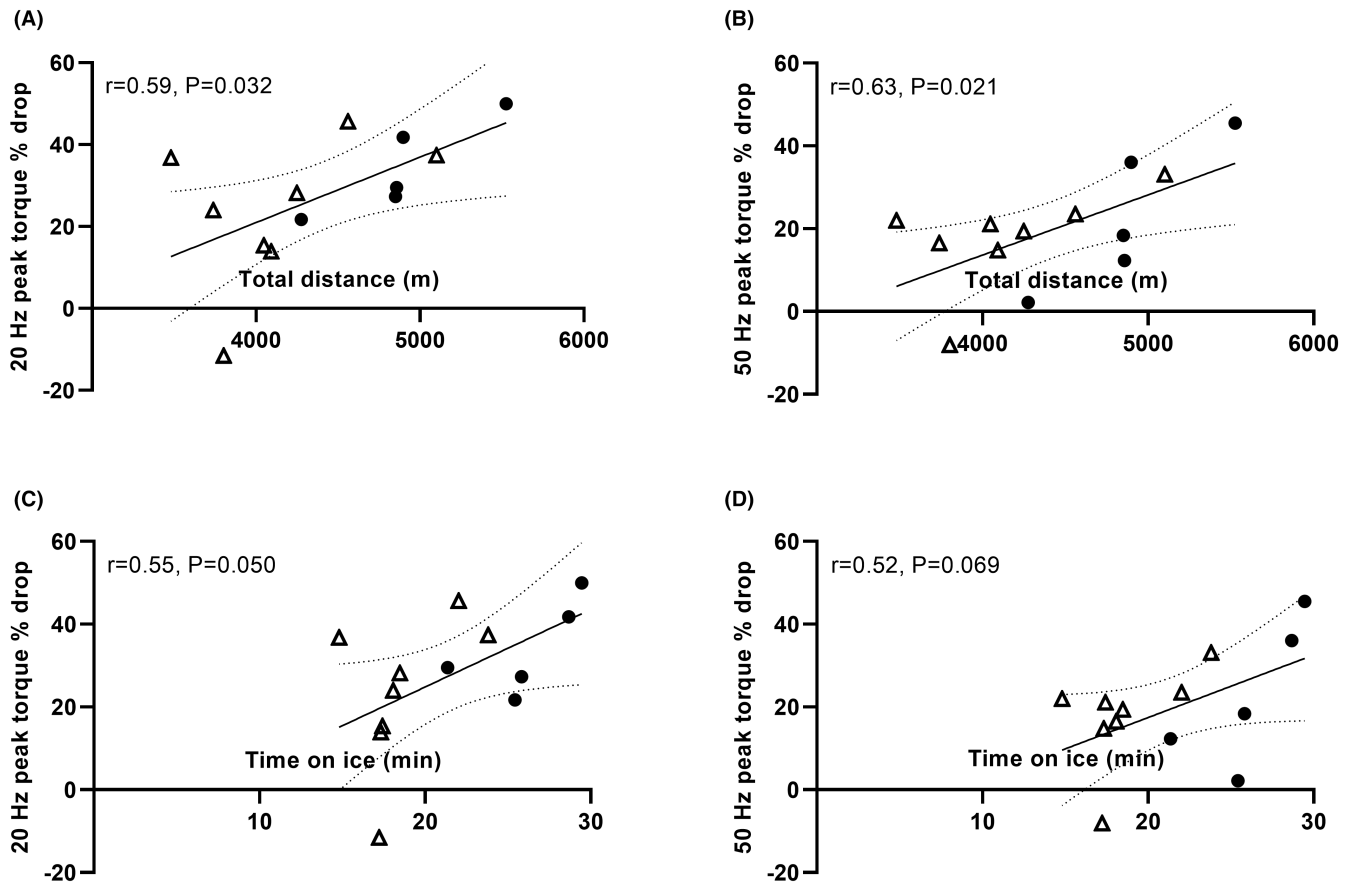 (A)
r=0.59, P=0.032
20 Hz peak torque % drop
60
40
20
0
-20
Total distance (m)
4000
5000
6000
(B)
r=0.63, P=0.021
50 Hz peak torque % drop
60
40
20
0
-20
Total distance (m)
4000
5000
6000
(C)
r=0.55, P=0.050
20 Hz peak torque % drop
60
40
20
0
-20
Time on ice (min)
10
20
30
(D)
r=0.52, P=0.069
50 Hz peak torque % drop
60
40
20
0
-20
Time on ice (min)
10
20
30